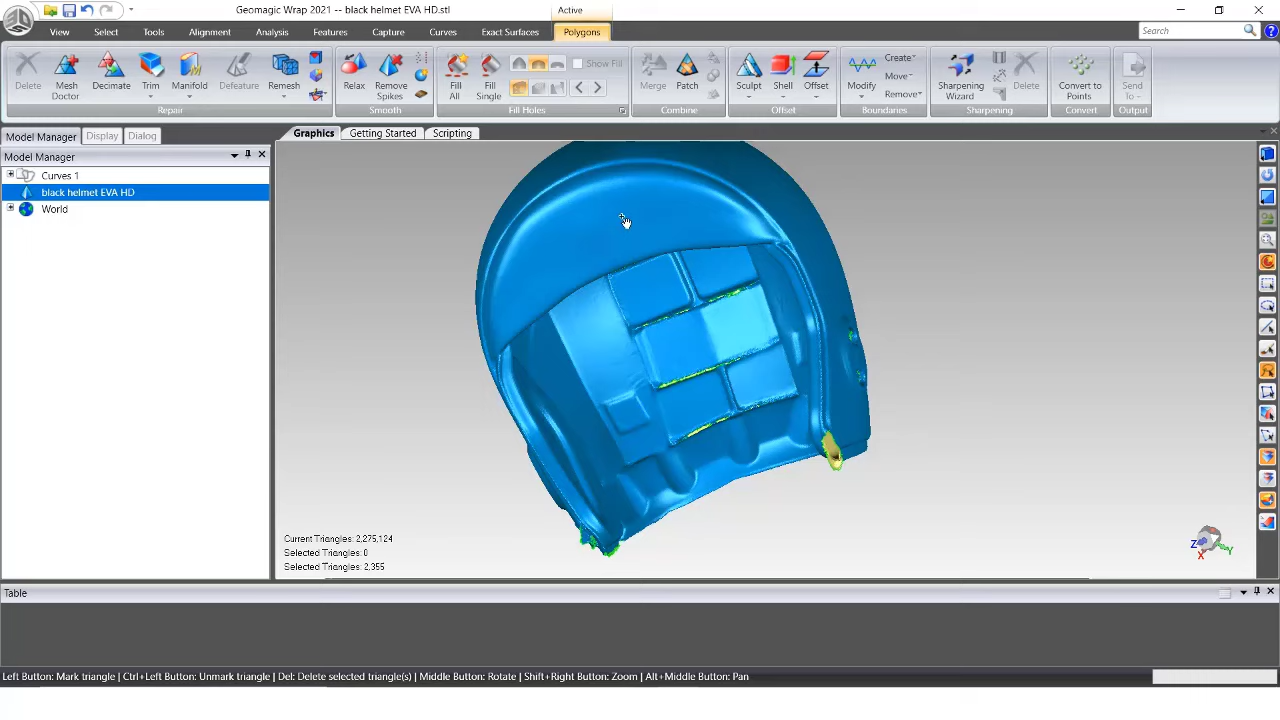 Geomagic Wrap 2021 -- black helmet EVA HD.stl
Active
View Select Tools Alignment Analysis Features Capture Curves Exact Surfaces Polygons
Search
Delete Mesh Doctor Decimate Trim Manifold Defeature Remesh
Repair
Relax Remove Spikes
Smooth
Fill All Fill Single Show Fill
Fill Holes
Merge Patch
Combine
Sculpt Shell Offset
Offset
Modify Create Move Remove
Boundaries
Sharpening Wizard Delete
Sharpening
Convert to Points
Convert
Send To
Output
Model Manager Display Dialog
Graphics Getting Started Scripting
Model Manager
Curves 1
black helmet EVA HD
World
Current Triangles: 2,275,124
Selected Triangles: 0
Selected Triangles: 2,355
Z Y
X
Table
Left Button: Mark triangle | Ctrl+Left Button: Unmark triangle | Del: Delete selected triangle(s) | Middle Button: Rotate | Shift+Right Button: Zoom | Alt+Middle Button: Pan